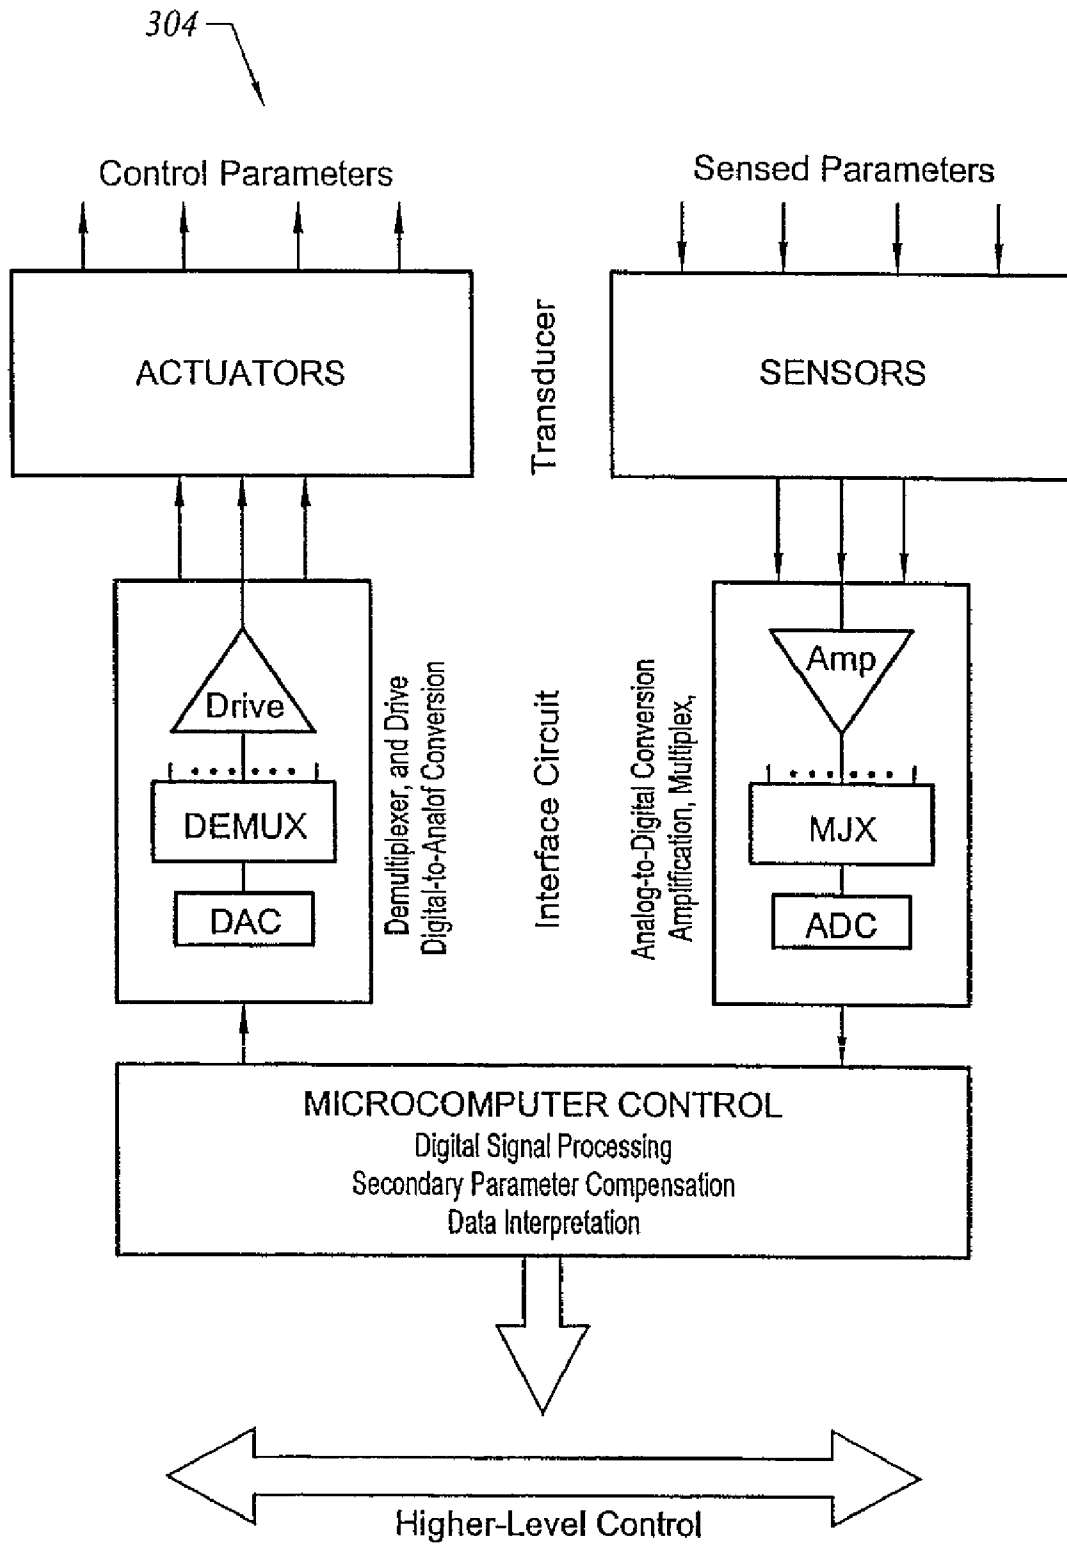 304
Control Parameters
Sensed Parameters
ACTUATORS
Transducer
SENSORS
Drive
DEMUX
DAC
Demultiplexer, and Drive
Digital-to-Analof Conversion
Interface Circuit
Analog-to-Digital Conversion
Amplification, Multiplex,
Amp
MJX
ADC
MICROCOMPUTER CONTROL
Digital Signal Processing
Secondary Parameter Compensation
Data Interpretation
Higher-Level Control